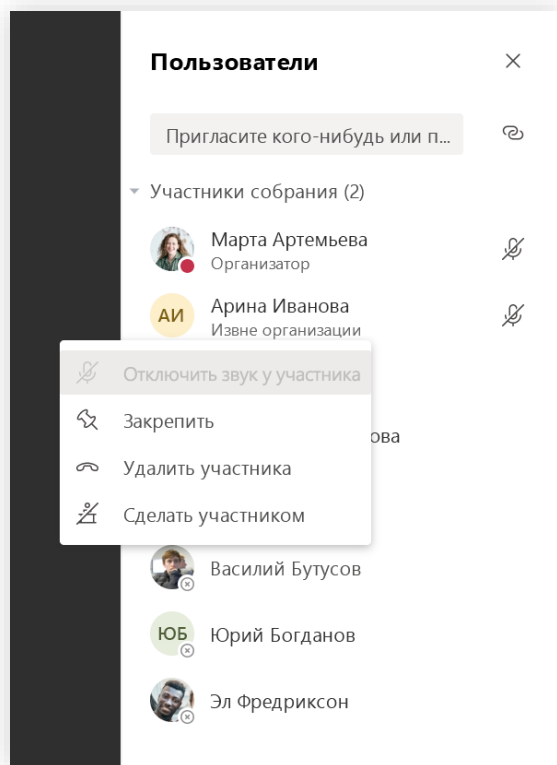 Пользователи
Пригласите кого-нибудь или п...
Участники собрания (2)
Марта Артемьева
Организатор
АИ
Арина Иванова
Извне организации
Отключить звук у участника
Закрепить
ова
Удалить участника
Сделать участником
Василий Бутусов
ЮБ
Юрий Богданов
Эл Фредриксон